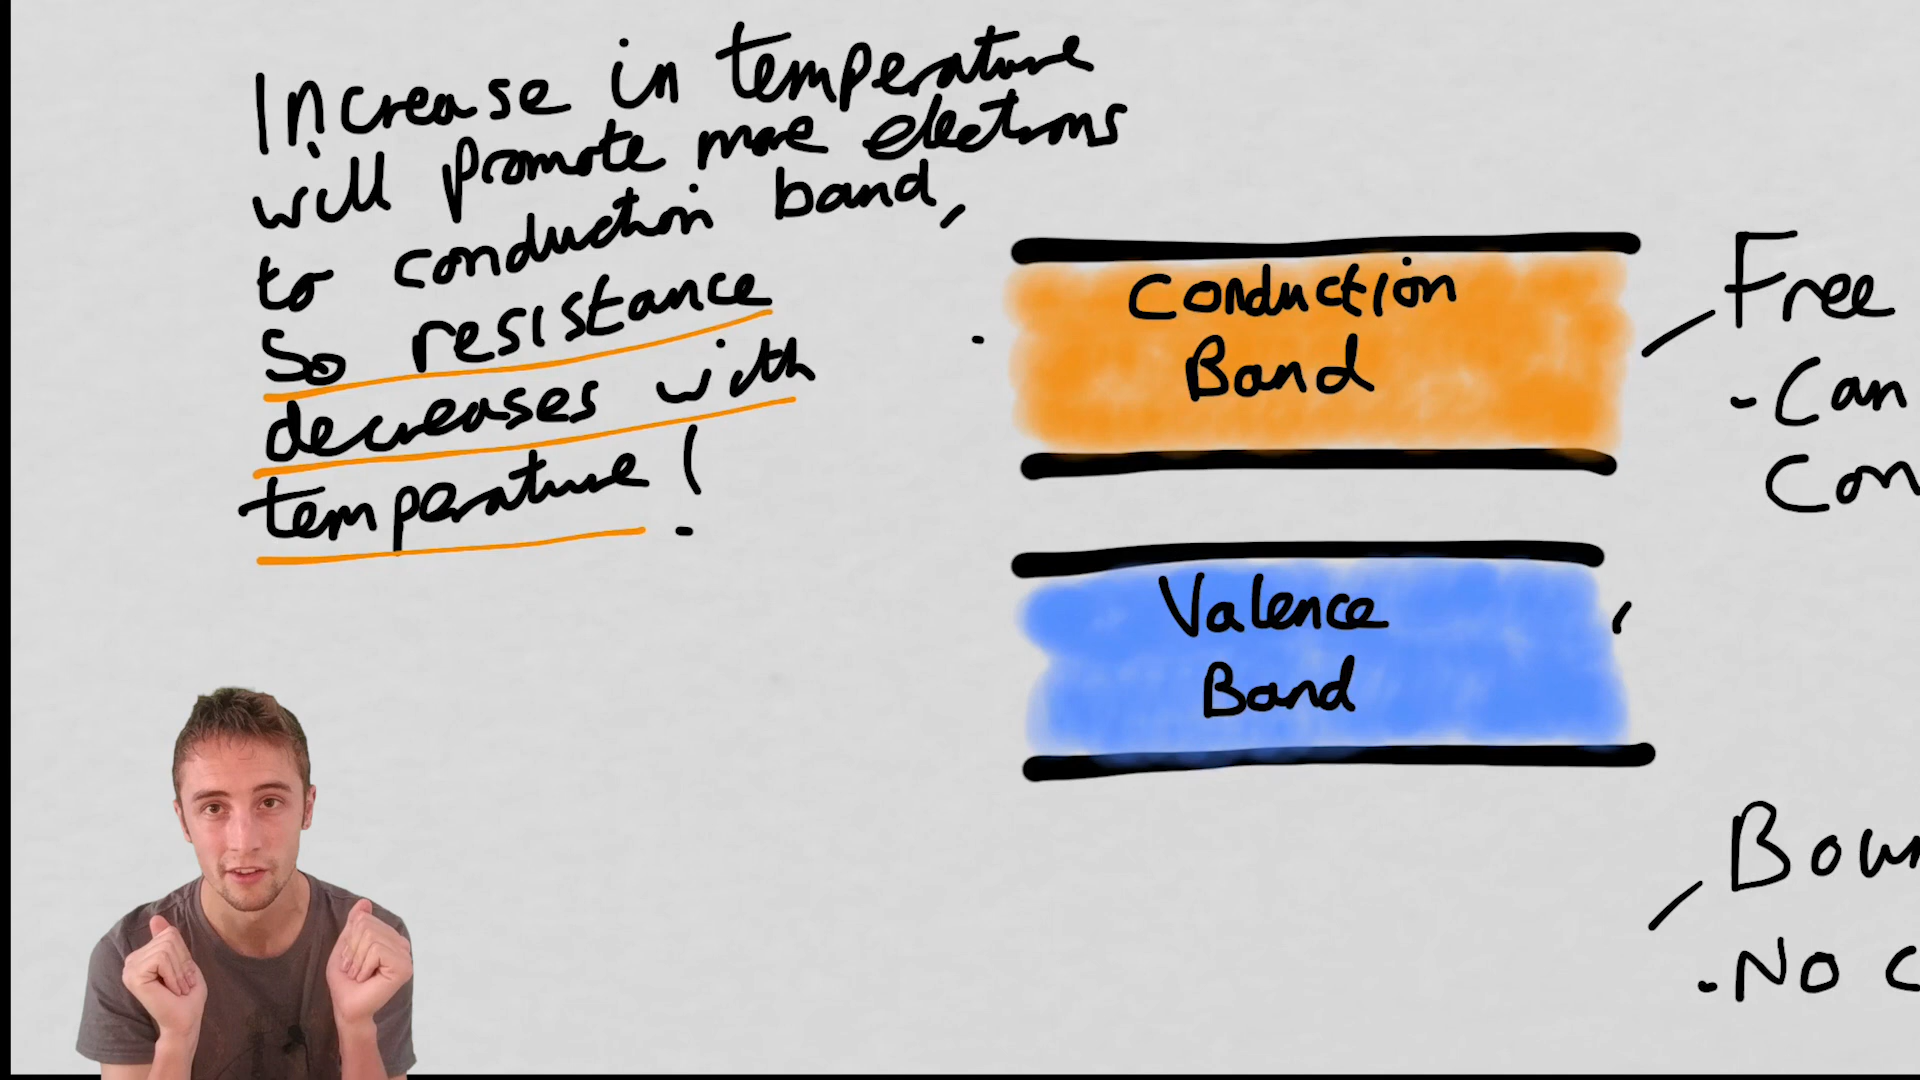 Increase in temperature
will promote more electrons
to conduction band,
So resistance
decreases with
temperature!
Conduction
Band
Valence
Band
Free
- Can
Con
Boun
- No C